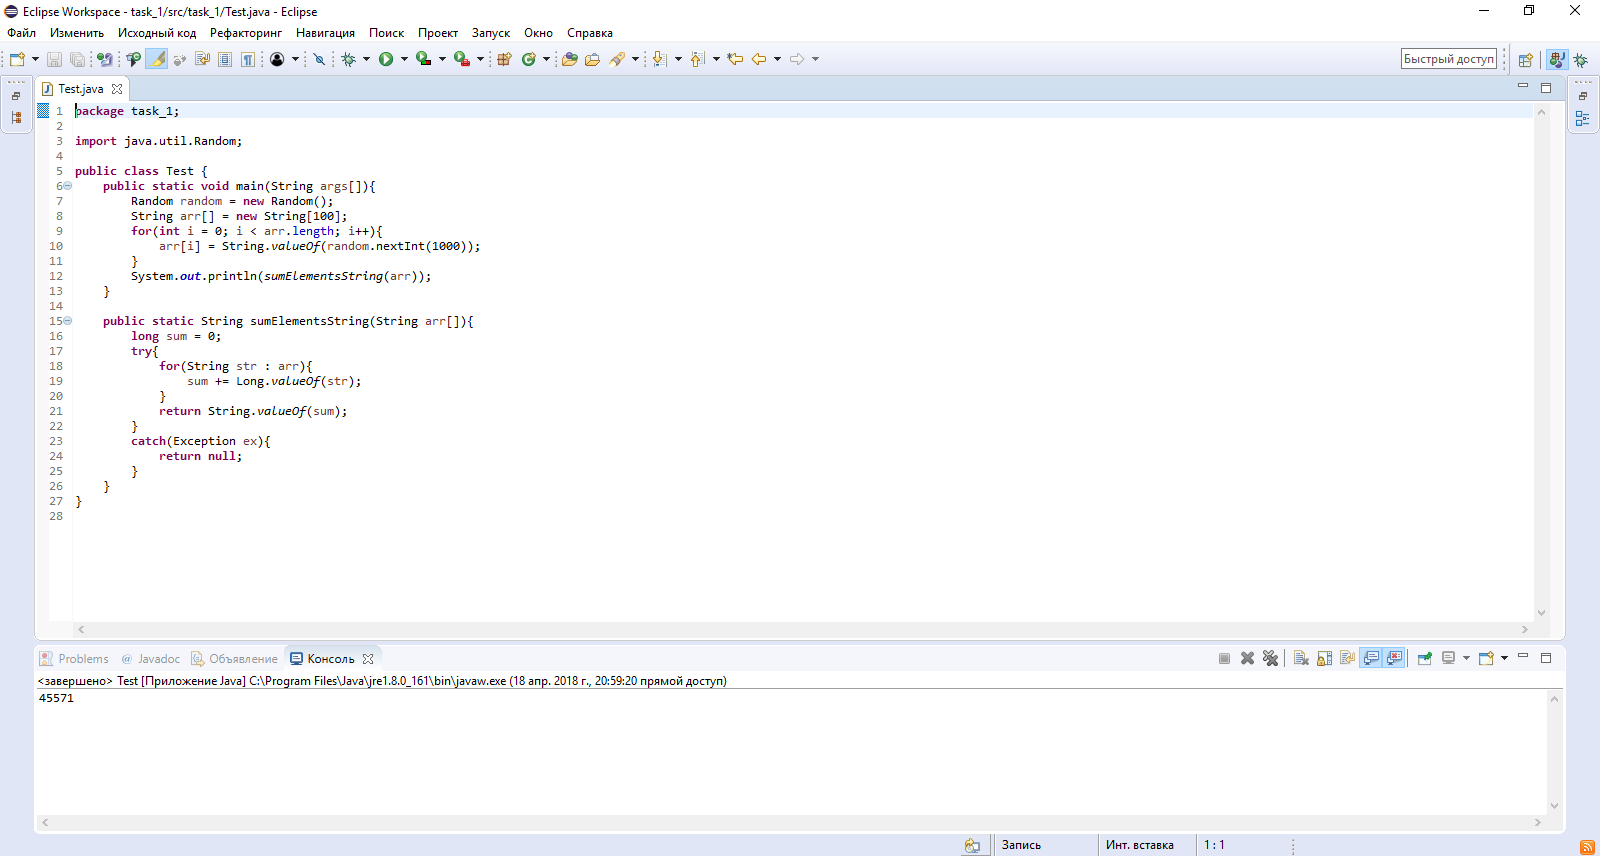 Eclipse Workspace - task_1/src/task_1/Test.java - Eclipse
Файл Изменить Исходный код Рефакторинг Навигация Поиск Проект Запуск Окно Справка
Быстрый доступ
Test.java
1 package task_1;
2
3 import java.util.Random;
4
5 public class Test {
6 public static void main(String args[]){
7 Random random = new Random();
8 String arr[] = new String[100];
9 for(int i = 0; i < arr.length; i++){
10 arr[i] = String.valueOf(random.nextInt(1000));
11 }
12 System.out.println(sumElementsString(arr));
13 }
14
15 public static String sumElementsString(String arr[]){
16 long sum = 0;
17 try{
18 for(String str : arr){
19 sum += Long.valueOf(str);
20 }
21 return String.valueOf(sum);
22 }
23 catch(Exception ex){
24 return null;
25 }
26 }
27 }
28
Problems @ Javadoc Объявление Консоль
<завершено> Test [Приложение Java] C:\Program Files\Java\jre1.8.0_161\bin\javaw.exe (18 апр. 2018 г., 20:59:20 прямой доступ)
45571
Запись Инт. вставка 1 : 1